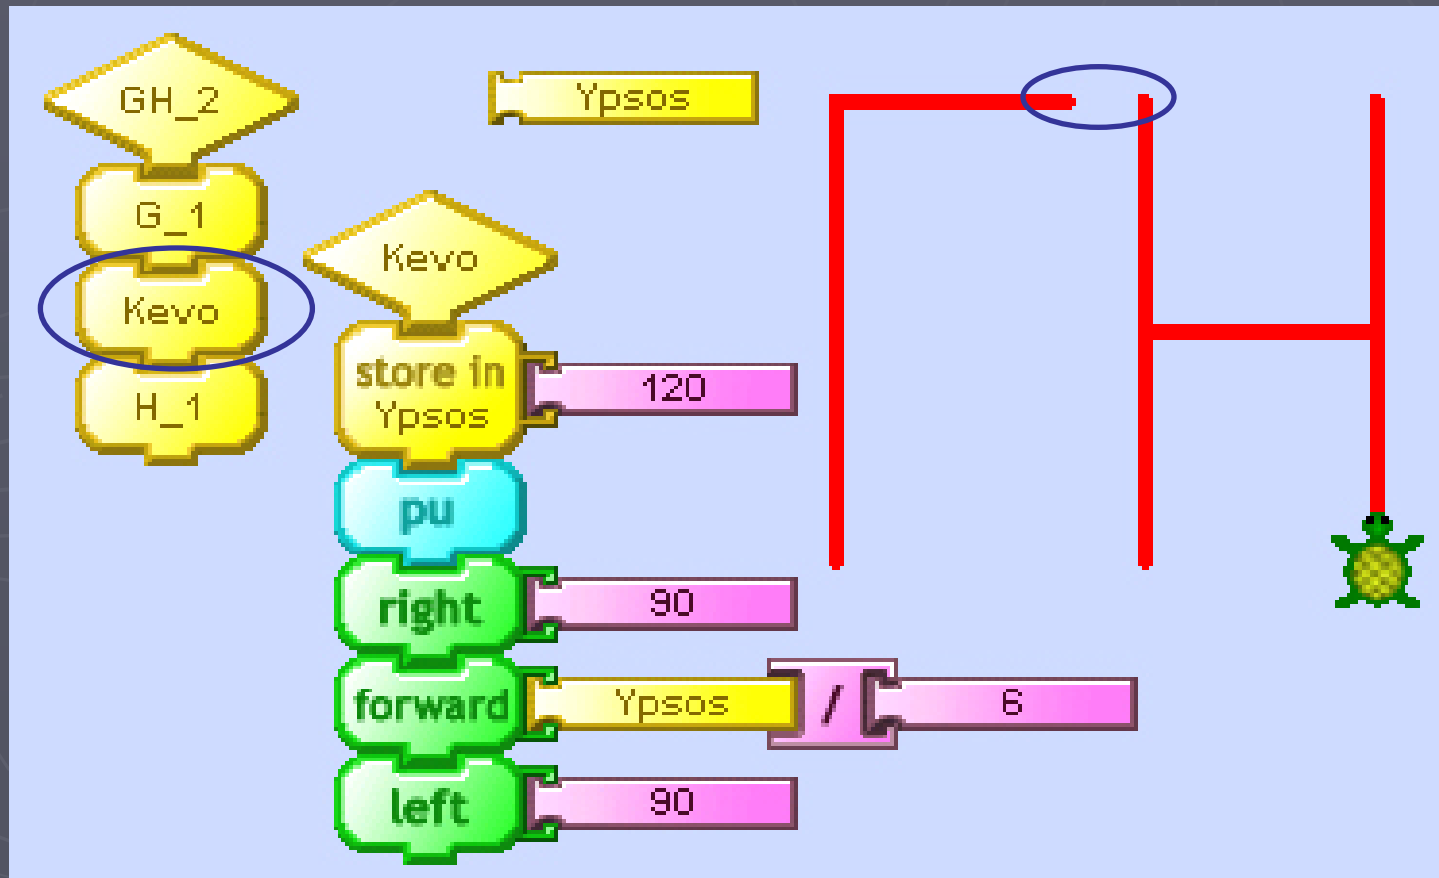 GH_2
G_1
Kevo
H_1
Ypsos
Kevo
store in
Ypsos
120
pu
right
90
forward
Ypsos
/
6
left
90